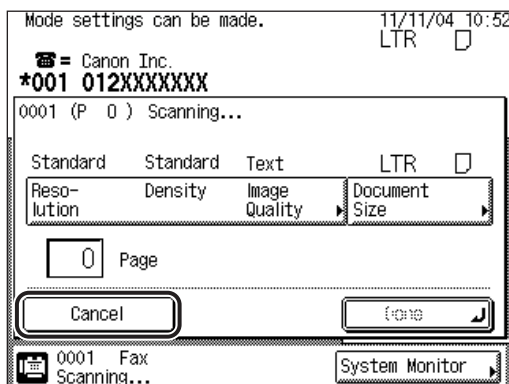 Mode settings can be made. 11/11/04 10:52
LTR
= Canon Inc.
*001 012XXXXXXX
0001 (P 0 ) Scanning...
Standard Standard Text LTR
Reso- Density Image Document
lution Quality Size
0 Page
Cancel Done
0001 Fax System Monitor
Scanning...